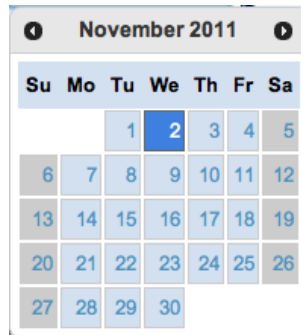 November 2011
Su Mo Tu We Th Fr Sa
1 2 3 4 5
6 7 8 9 10 11 12
13 14 15 16 17 18 19
20 21 22 23 24 25 26
27 28 29 30